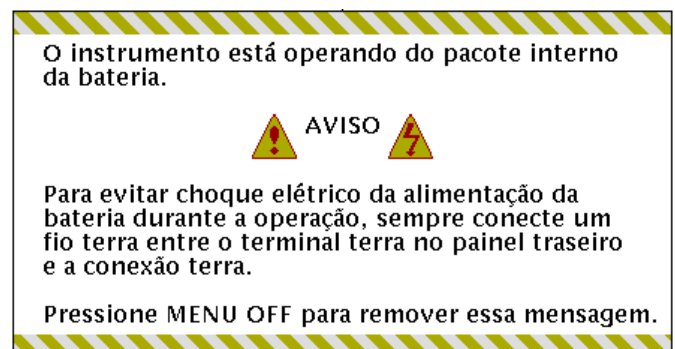 O instrumento está operando do pacote interno
da bateria.
AVISO
Para evitar choque elétrico da alimentação da
bateria durante a operação, sempre conecte um
fio terra entre o terminal terra no painel traseiro
e a conexão terra.
Pressione MENU OFF para remover essa mensagem.